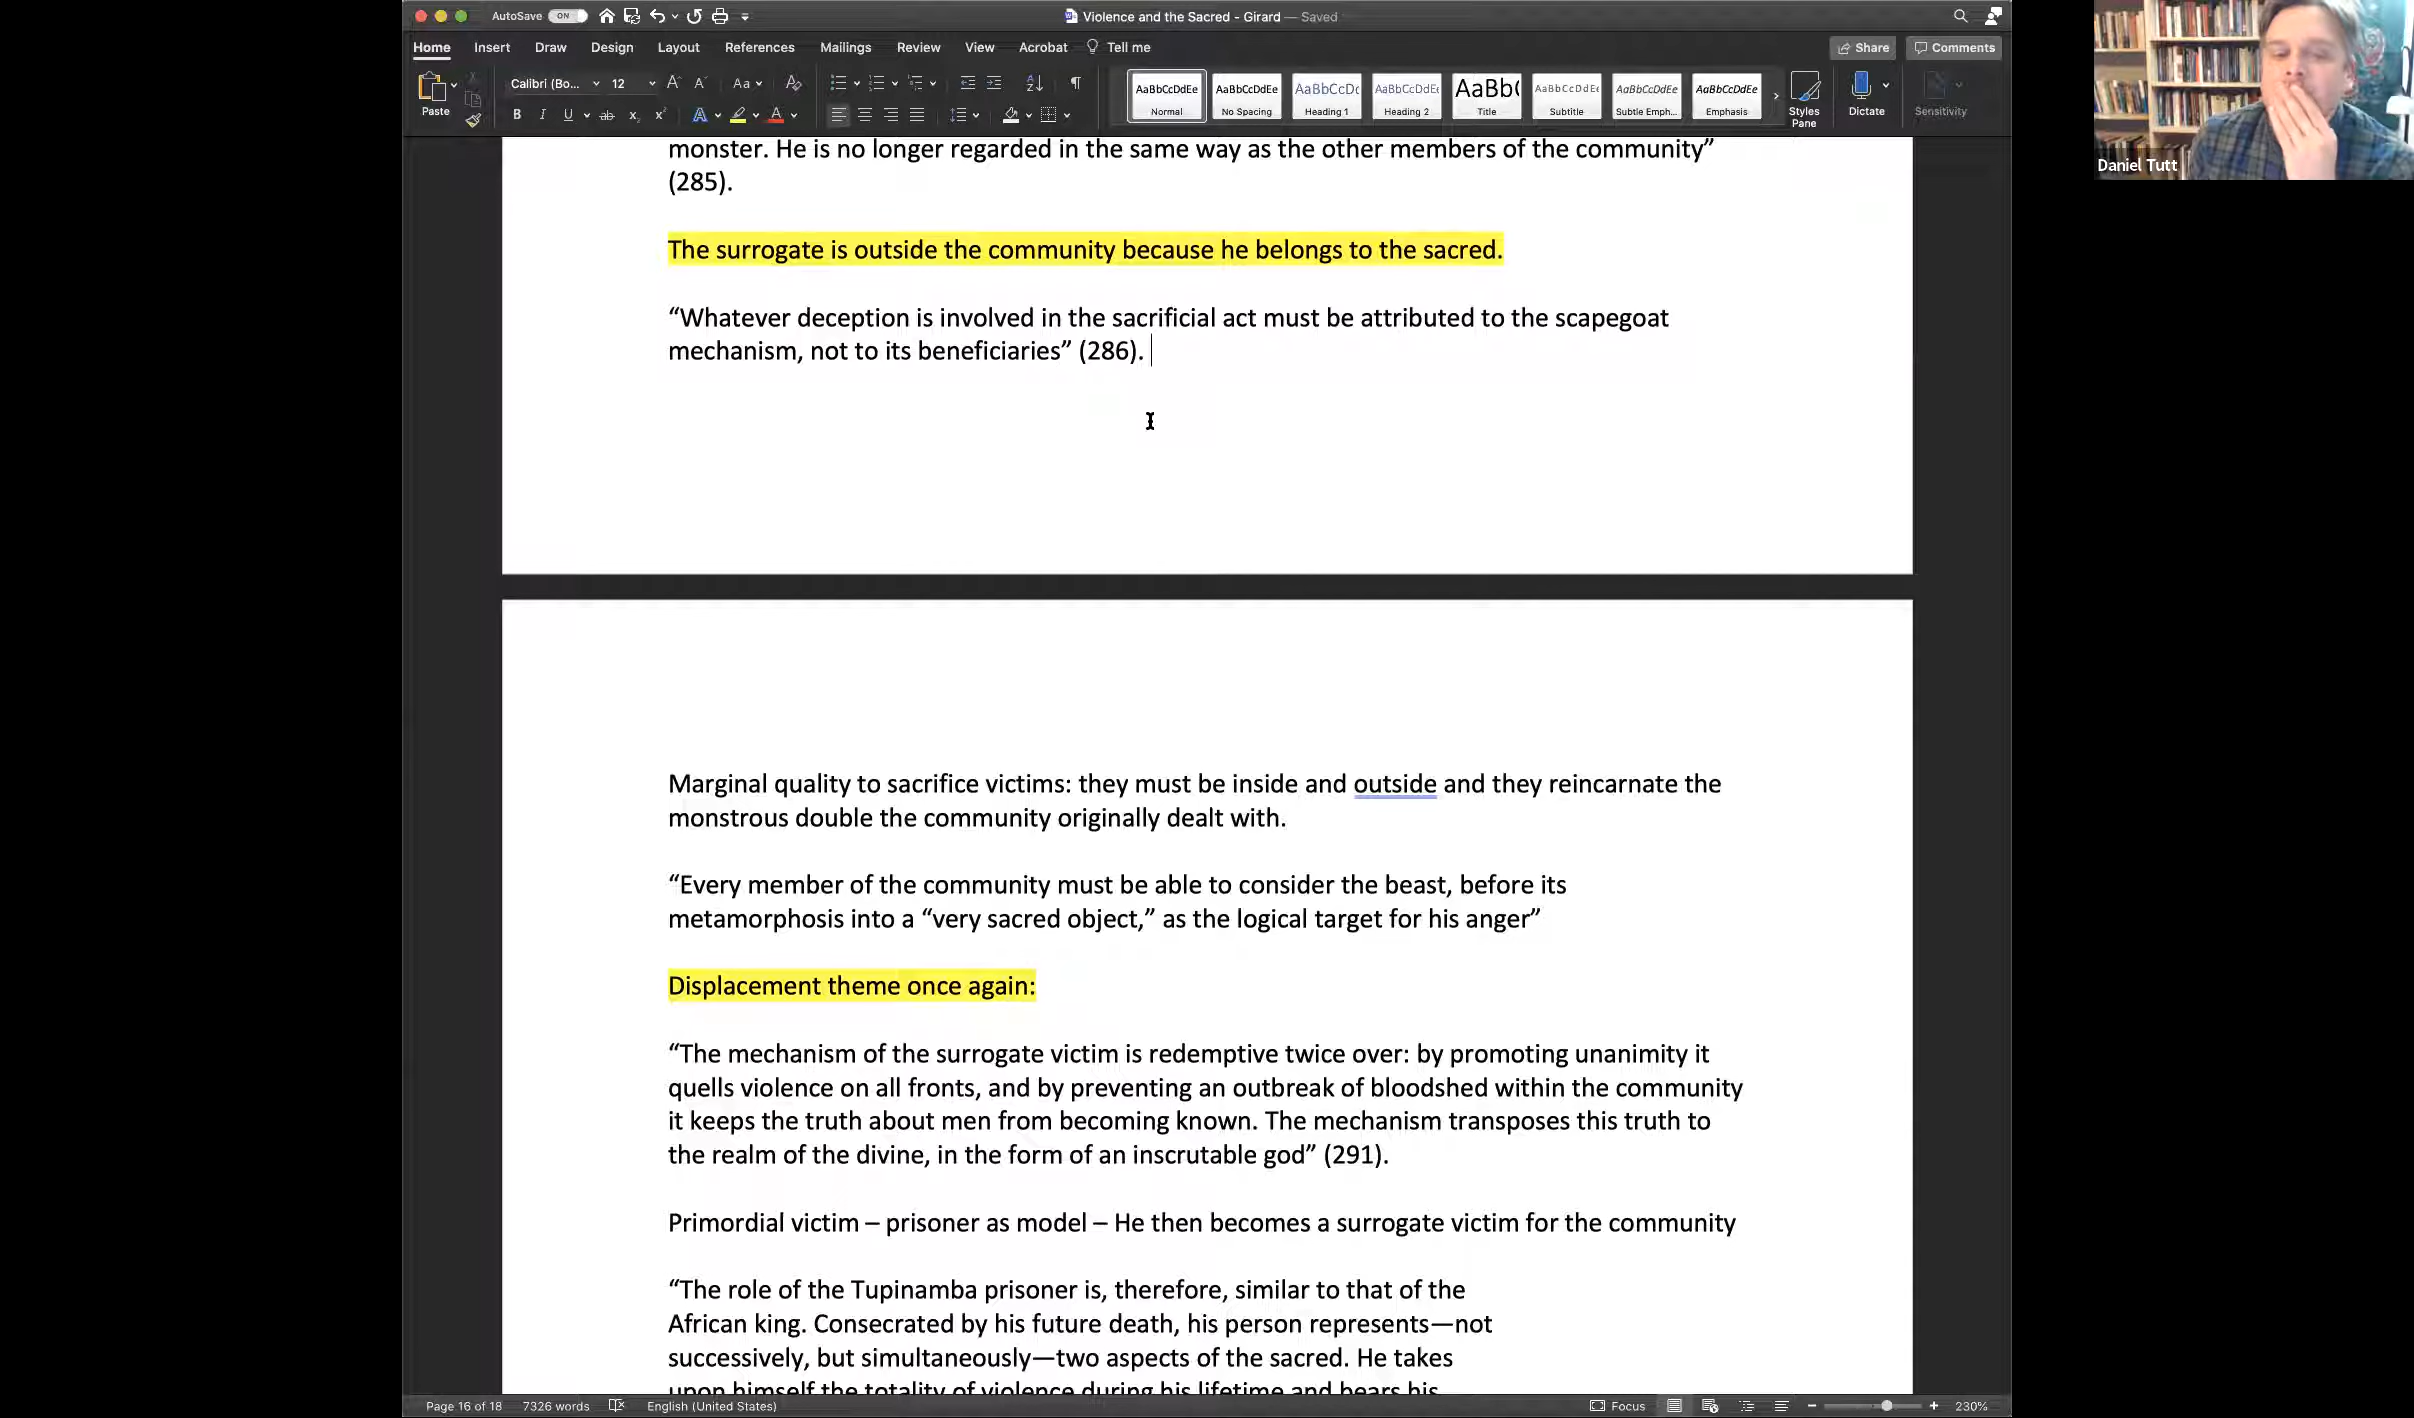 AutoSave ON Violence and the Sacred - Girard — Saved
Home Insert Draw Design Layout References Mailings Review View Acrobat Tell me Share Comments
Paste Calibri (Bo... 12 Aa
AaBbCcDdEe AaBbCcDdEe AaBbCcDc AaBbCcDdEe AaBb( AaBbCcDdEe AaBbCcDdEe AaBbCcDdEe
Normal No Spacing Heading 1 Heading 2 Title Subtitle Subtle Emph... Emphasis Styles Pane Dictate Sensitivity
Daniel Tutt
monster. He is no longer regarded in the same way as the other members of the community”
(285).
The surrogate is outside the community because he belongs to the sacred.
“Whatever deception is involved in the sacrificial act must be attributed to the scapegoat
mechanism, not to its beneficiaries” (286).
Marginal quality to sacrifice victims: they must be inside and outside and they reincarnate the
monstrous double the community originally dealt with.
“Every member of the community must be able to consider the beast, before its
metamorphosis into a “very sacred object,” as the logical target for his anger”
Displacement theme once again:
“The mechanism of the surrogate victim is redemptive twice over: by promoting unanimity it
quells violence on all fronts, and by preventing an outbreak of bloodshed within the community
it keeps the truth about men from becoming known. The mechanism transposes this truth to
the realm of the divine, in the form of an inscrutable god” (291).
Primordial victim – prisoner as model – He then becomes a surrogate victim for the community
“The role of the Tupinamba prisoner is, therefore, similar to that of the
African king. Consecrated by his future death, his person represents—not
successively, but simultaneously—two aspects of the sacred. He takes
upon himself the totality of violence during his lifetime and bears his
Page 16 of 18 7326 words English (United States) Focus 230%